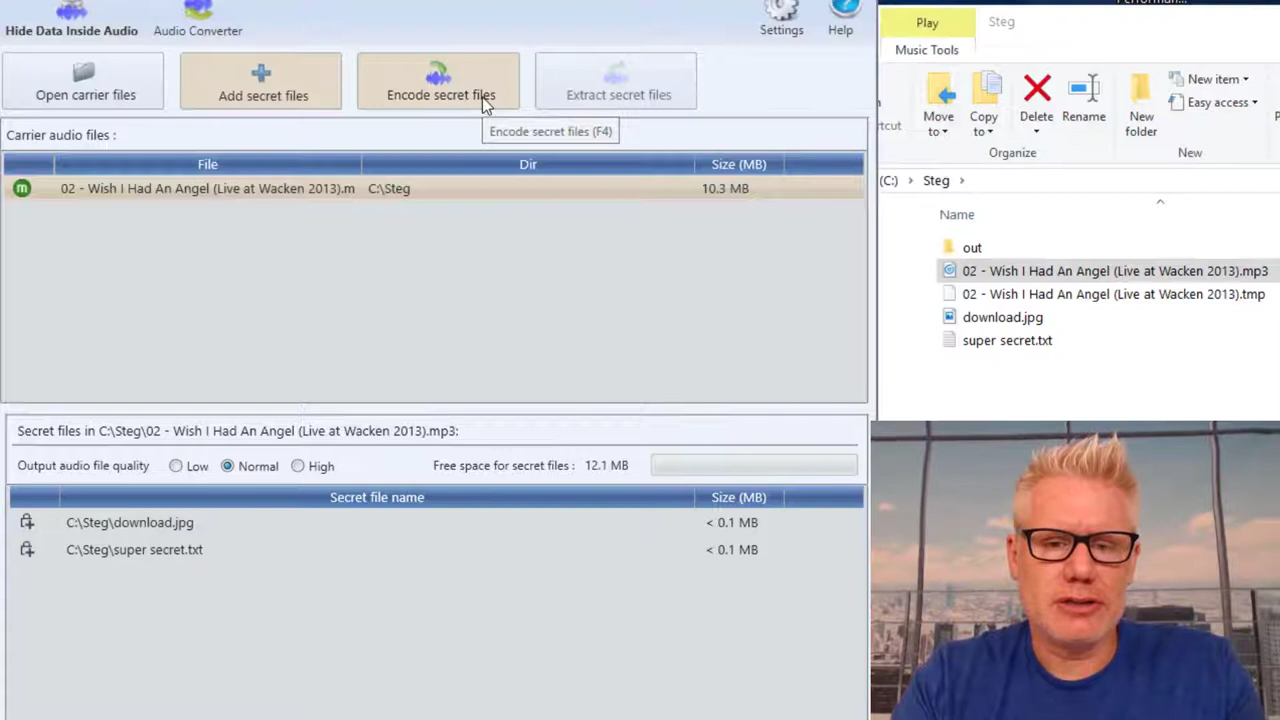 Performan...
Hide Data Inside Audio
Audio Converter
Settings
Help
Play
Steg
Music Tools
Open carrier files
Add secret files
Encode secret files
Extract secret files
Encode secret files (F4)
Move to
Copy to
Delete
Rename
New folder
New item
Easy access
Organize
New
Carrier audio files :
File Dir Size (MB)
02 - Wish I Had An Angel (Live at Wacken 2013).m C:\Steg 10.3 MB
(C:) > Steg >
Name
out
02 - Wish I Had An Angel (Live at Wacken 2013).mp3
02 - Wish I Had An Angel (Live at Wacken 2013).tmp
download.jpg
super secret.txt
Secret files in C:\Steg\02 - Wish I Had An Angel (Live at Wacken 2013).mp3:
Output audio file quality Low Normal High Free space for secret files : 12.1 MB
Secret file name Size (MB)
C:\Steg\download.jpg < 0.1 MB
C:\Steg\super secret.txt < 0.1 MB